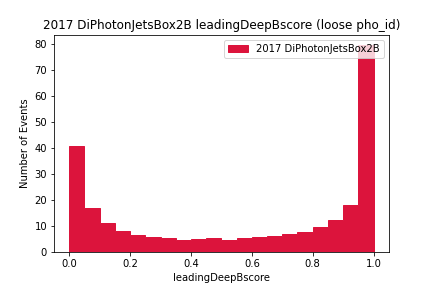 2017 DiPhotonJetsBox2B leadingDeepBscore (loose pho_id)
2017 DiPhotonJetsBox2B
Number of Events
80
70
60
50
40
30
20
10
0
0.0 0.2 0.4 0.6 0.8 1.0
leadingDeepBscore